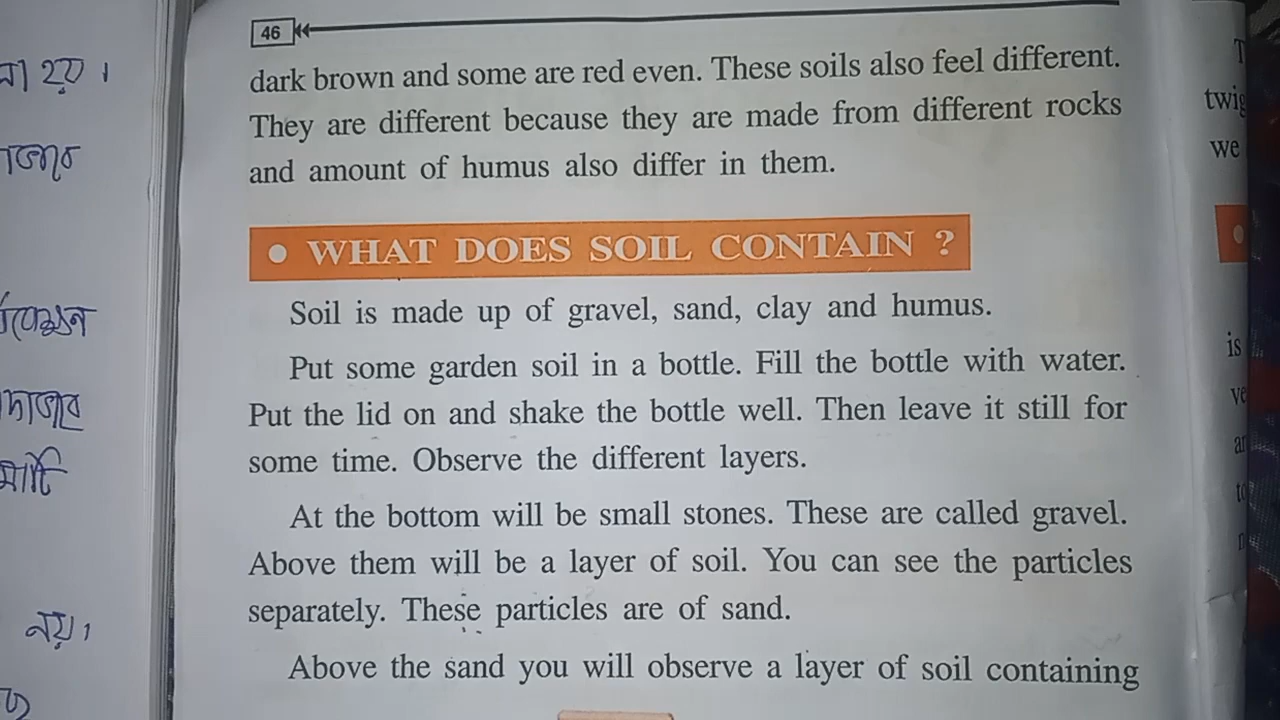 না হয়।
46
dark brown and some are red even. These soils also feel different.
They are different because they are made from different rocks
and amount of humus also differ in them.
• WHAT DOES SOIL CONTAIN ?
Soil is made up of gravel, sand, clay and humus.
Put some garden soil in a bottle. Fill the bottle with water.
Put the lid on and shake the bottle well. Then leave it still for
some time. Observe the different layers.
At the bottom will be small stones. These are called gravel.
Above them will be a layer of soil. You can see the particles
separately. These particles are of sand.
Above the sand you will observe a layer of soil containing
মাটি
নয়।
twig
we
is